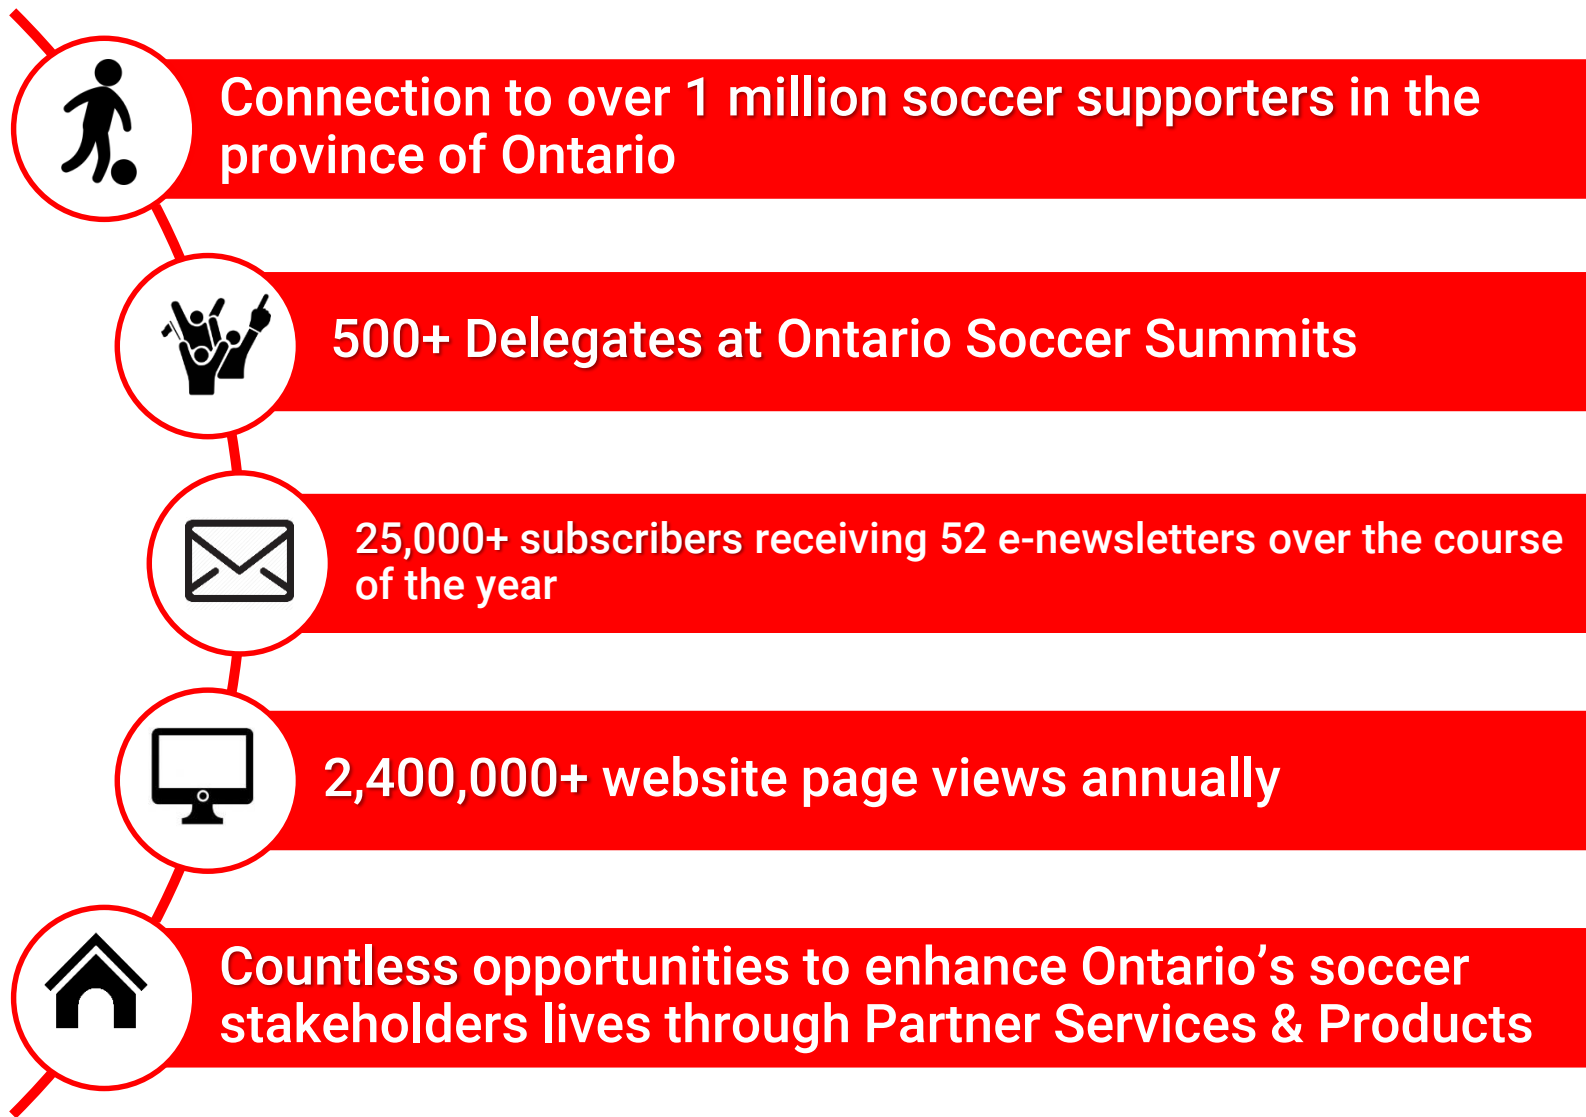 Connection to over 1 million soccer supporters in the
province of Ontario
500+ Delegates at Ontario Soccer Summits
25,000+ subscribers receiving 52 e-newsletters over the course
of the year
2,400,000+ website page views annually
Countless opportunities to enhance Ontario’s soccer
stakeholders lives through Partner Services & Products